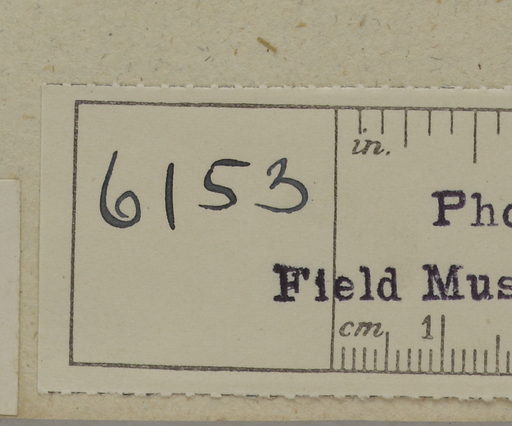 6153
in.
Pho
Field Mus
cm 1